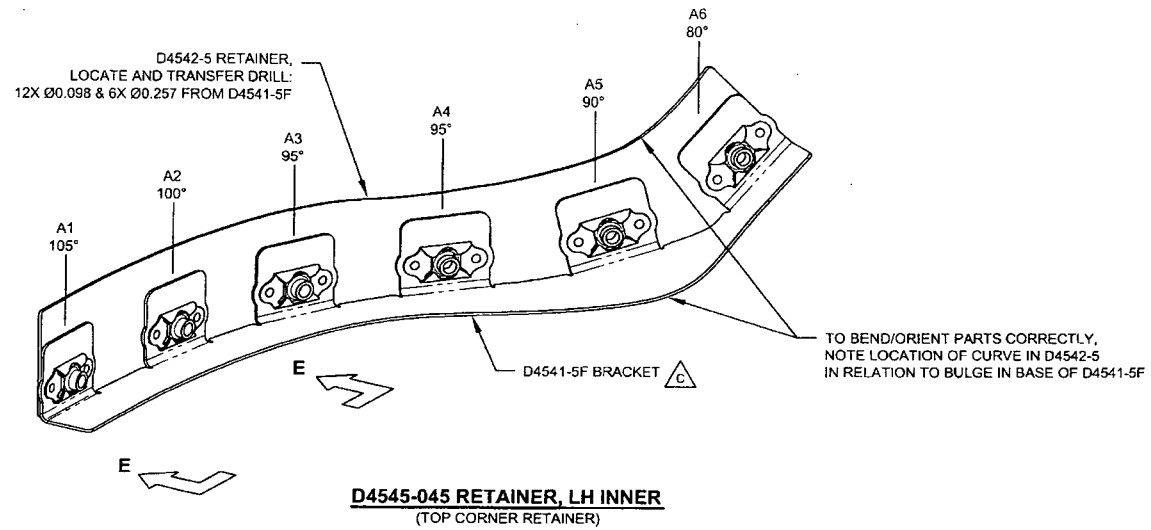 A6
80°
D4542-5 RETAINER,
LOCATE AND TRANSFER DRILL:
12X Ø0.098 & 6X Ø0.257 FROM D4541-5F
A5
90°
A4
95°
A3
95°
A2
100°
A1
105°
TO BEND/ORIENT PARTS CORRECTLY,
NOTE LOCATION OF CURVE IN D4542-5
IN RELATION TO BULGE IN BASE OF D4541-5F
E
D4541-5F BRACKET
C
E
D4545-045 RETAINER, LH INNER
(TOP CORNER RETAINER)